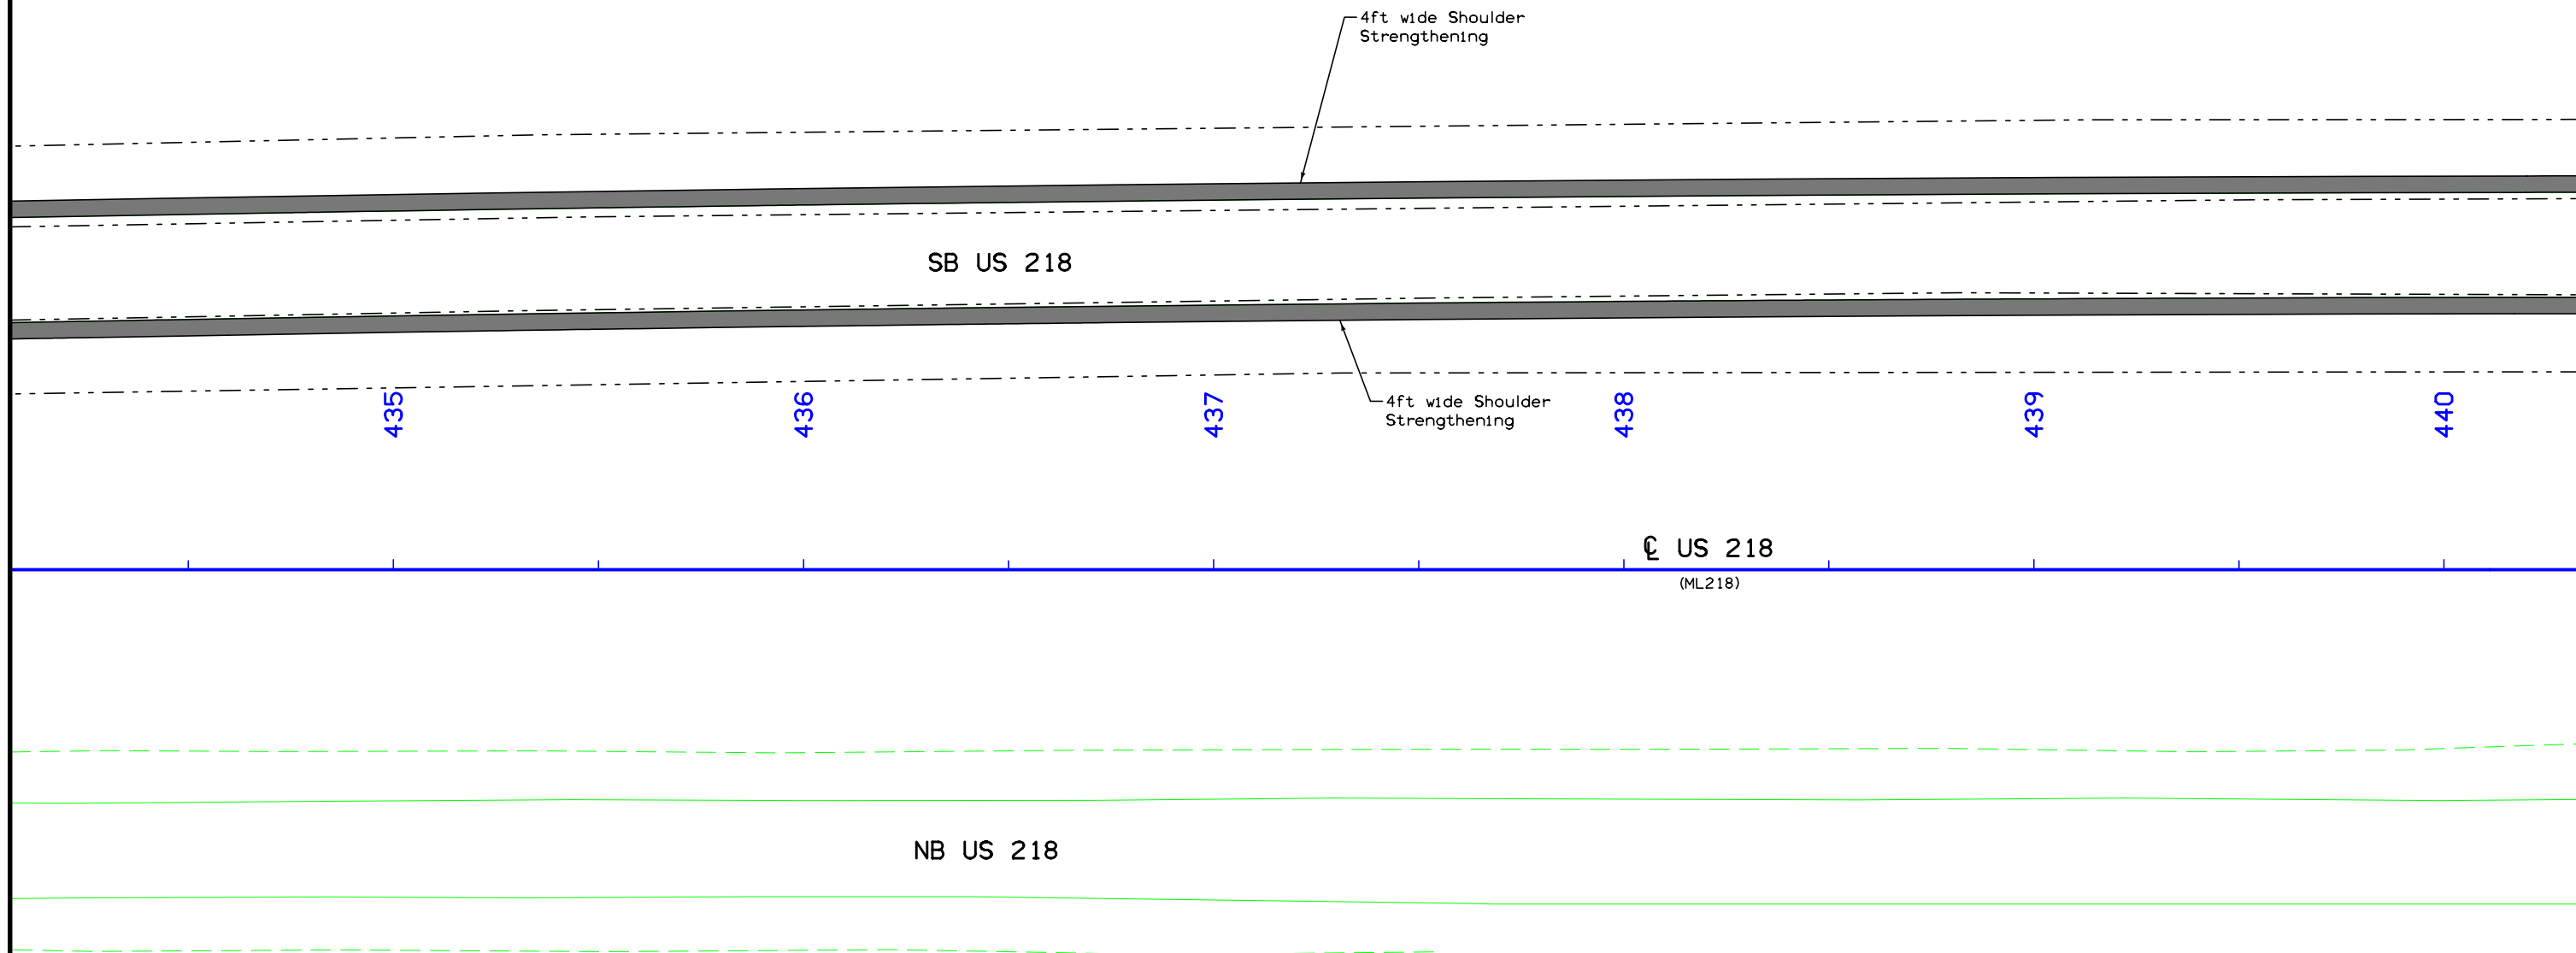 4ft wide Shoulder
Strengthening
SB US 218
4ft wide Shoulder
Strengthening
435
436
437
438
439
440
℄ US 218
(ML218)
NB US 218